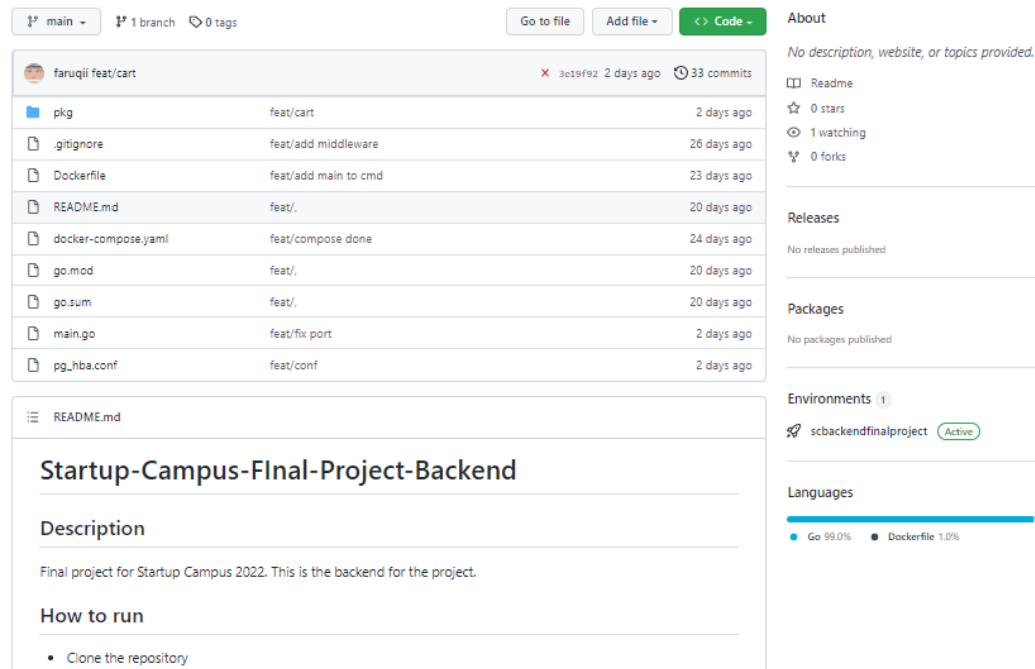 main 1 branch 0 tags Go to file Add file <> Code
faruqii feat/cart 3c19f92 2 days ago 33 commits
pkg feat/cart 2 days ago
.gitignore feat/add middleware 26 days ago
Dockerfile feat/add main to cmd 23 days ago
README.md feat/, 20 days ago
docker-compose.yaml feat/compose done 24 days ago
go.mod feat/, 20 days ago
go.sum feat/, 20 days ago
main.go feat/fix port 2 days ago
pg_hba.conf feat/conf 2 days ago
README.md
Startup-Campus-FInal-Project-Backend
Description
Final project for Startup Campus 2022. This is the backend for the project.
How to run
Clone the repository
About
No description, website, or topics provided.
Readme
0 stars
1 watching
0 forks
Releases
No releases published
Packages
No packages published
Environments 1
scbackendfinalproject Active
Languages
Go 99.0% Dockerfile 1.0%